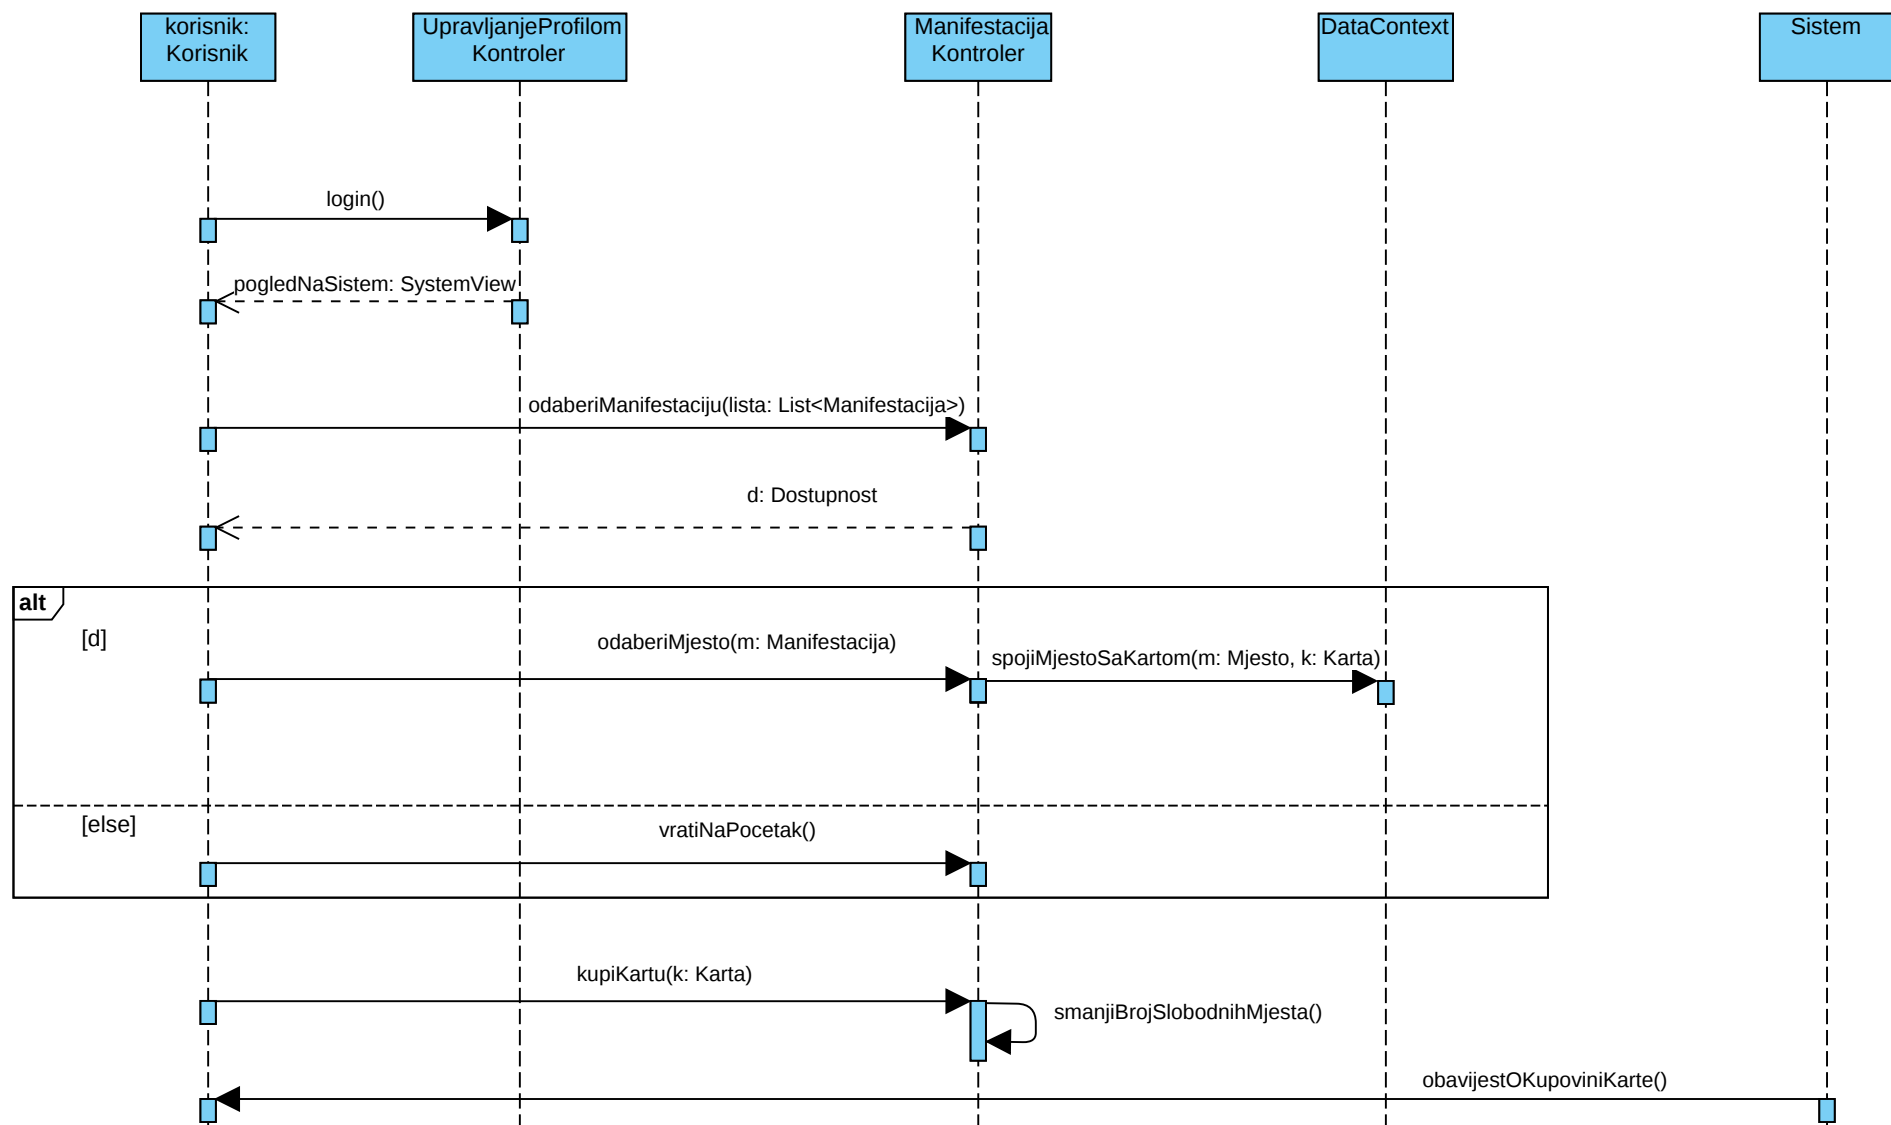 korisnik:
Korisnik
UpravljanjeProfilom
Kontroler
Manifestacija
Kontroler
DataContext
Sistem
login()
pogledNaSistem: SystemView
odaberiManifestaciju(lista: List<Manifestacija>)
d: Dostupnost
alt
[d]
odaberiMjesto(m: Manifestacija)
spojiMjestoSaKartom(m: Mjesto, k: Karta)
[else]
vratiNaPocetak()
kupiKartu(k: Karta)
smanjiBrojSlobodnihMjesta()
obavijestOKupoviniKarte()